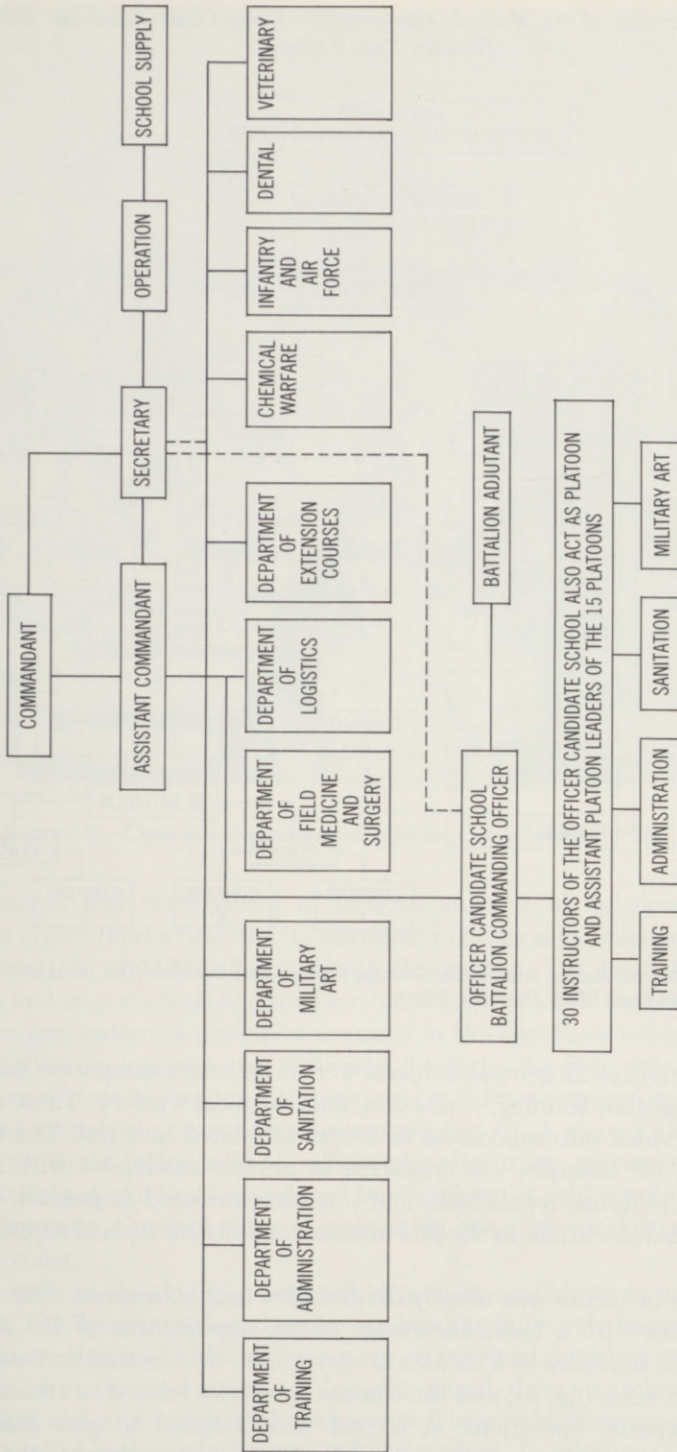 COMMANDANT
ASSISTANT COMMANDANT
SECRETARY
OPERATION
SCHOOL SUPPLY
DEPARTMENT
OF
TRAINING
DEPARTMENT
OF
ADMINISTRATION
DEPARTMENT
OF
SANITATION
DEPARTMENT
OF
MILITARY
ART
DEPARTMENT
OF
FIELD
MEDICINE
AND
SURGERY
DEPARTMENT
OF
LOGISTICS
DEPARTMENT
OF
EXTENSION
COURSES
CHEMICAL
WARFARE
INFANTRY
AND
AIR
FORCE
DENTAL
VETERINARY
OFFICER CANDIDATE SCHOOL
BATTALION COMMANDING OFFICER
BATTALION ADJUTANT
30 INSTRUCTORS OF THE OFFICER CANDIDATE SCHOOL ALSO ACT AS PLATOON
AND ASSISTANT PLATOON LEADERS OF THE 15 PLATOONS
TRAINING
ADMINISTRATION
SANITATION
MILITARY ART